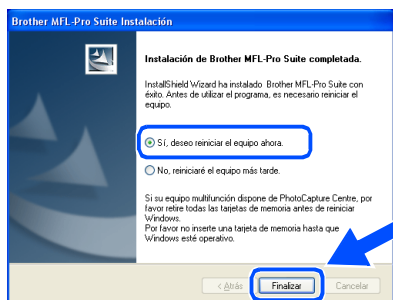 Brother MFL-Pro Suite Instalación
Instalación de Brother MFL-Pro Suite completada.
InstallShield Wizard ha instalado Brother MFL-Pro Suite con
éxito. Antes de utilizar el programa, es necesario reiniciar el
equipo.
Sí, deseo reiniciar el equipo ahora.
No, reiniciaré el equipo más tarde.
Si su equipo multifunción dispone de PhotoCapture Centre, por
favor retire todas las tarjetas de memoria antes de reiniciar
Windows.
Por favor no inserte una tarjeta de memoria hasta que
Windows esté operativo.
< Atrás
Finalizar
Cancelar